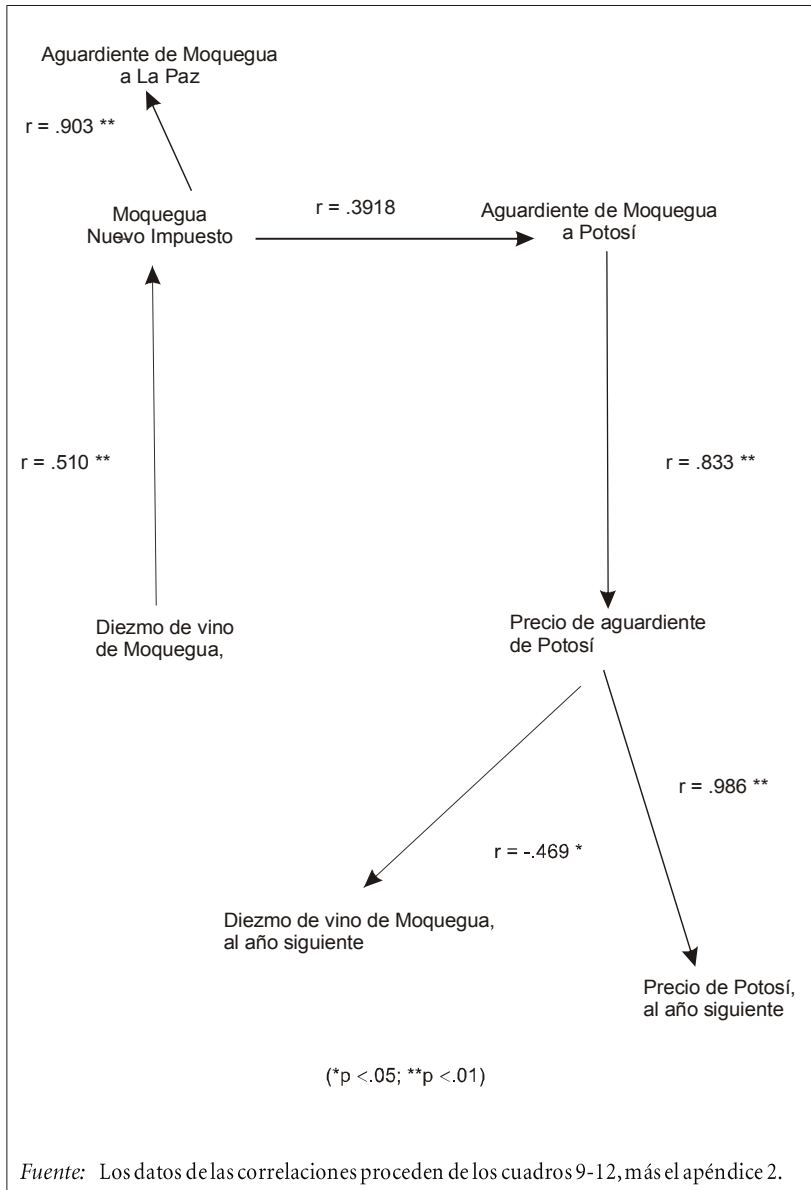 Aguardiente de Moquegua
a La Paz
r = .903 **
Moquegua
Nuevo Impuesto
r = .3918
Aguardiente de Moquegua
a Potosí
r = .510 **
r = .833 **
Diezmo de vino
de Moquegua,
Precio de aguardiente
de Potosí
r = .986 **
r = -.469 *
Diezmo de vino de Moquegua,
al año siguiente
Precio de Potosí,
al año siguiente
(*p <.05; **p <.01)
Fuente: Los datos de las correlaciones proceden de los cuadros 9-12, más el apéndice 2.